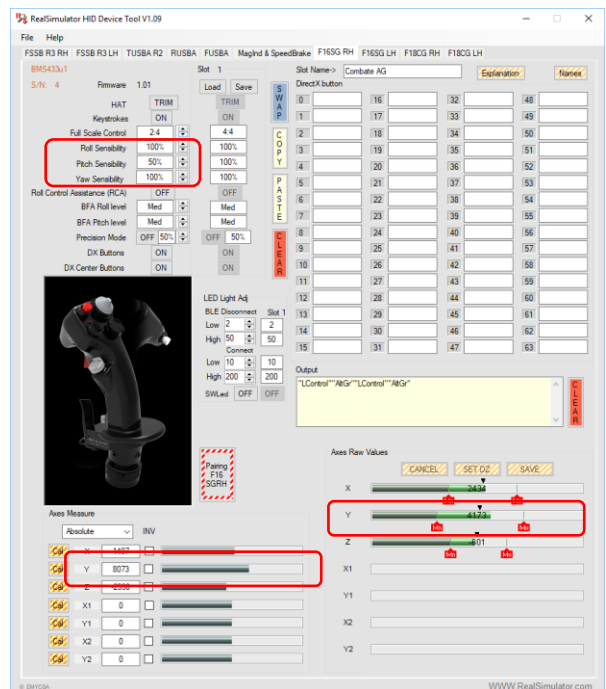 RealSimulator HID Device Tool V1.09
File Help
FSSB R3 RH FSSB R3 LH TUSBA R2 RUSBA FUSBA MagInd & SpeedBrake F16SG RH F16SG LH F18CG RH F18CG LH
BMS433u1 Slot 1 Slot Name-> Combate AG Explanation Names
S/N: 4 Firmware 1.01 Load Save SWAP DirectX button
HAT TRIM TRIM 0 16 32 48
Keystrokes ON ON 1 17 33 49
Full Scale Control 2:4 4:4 COPY 2 18 34 50
Roll Sensibility 100% 100% 3 19 35 51
Pitch Sensibility 50% 100% 4 20 36 52
Yaw Sensibility 100% 100% PASTE 5 21 37 53
Roll Control Assistance (RCA) OFF OFF 6 22 38 54
BFA Roll level Med Med 7 23 39 55
BFA Pitch level Med Med 8 24 40 56
Precision Mode OFF 50% OFF 50% CLEAR 9 25 41 57
DX Buttons ON ON 10 26 42 58
DX Center Buttons ON ON 11 27 43 59
12 28 44 60
13 29 45 61
14 30 46 62
15 31 47 63
LED Light Adj
BLE Disconnect Slot 1
Low 2 2
High 50 50
Connect
Low 10 10
High 200 200
SWLed OFF OFF
Output
"LControl""AltGr""LControl""AltGr"
CLEAR
Pairing
F16
SGRH
Axes Raw Values
CANCEL SET DZ SAVE
X 2434
Y 4173
Mn Mx
Z -801
Mn Mx
X1
Y1
X2
Y2
Axes Measure
Absolute INV
Cal X 1487
Cal Y 8073
Cal Z
Cal X1 0
Cal Y1 0
Cal X2 0
Cal Y2 0
WWW.RealSimulator.com